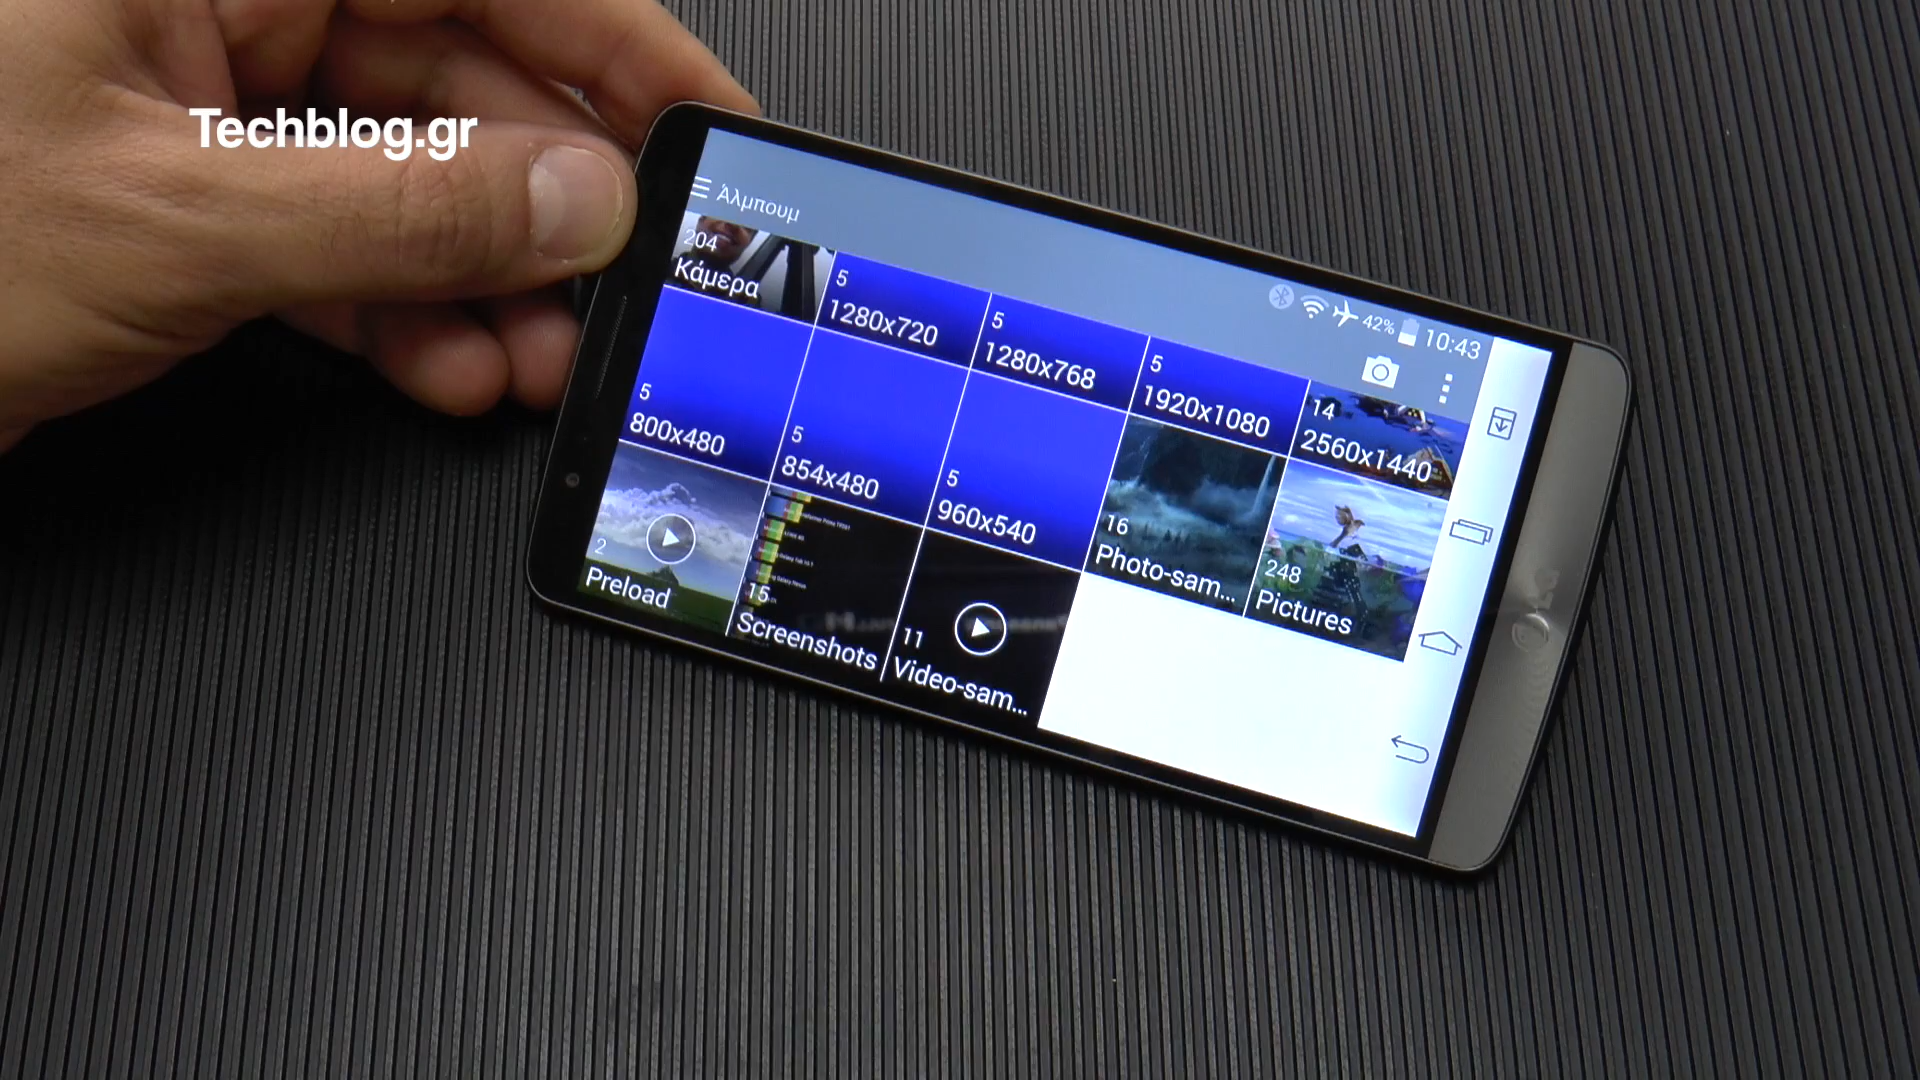 Techblog.gr
Άλμπουμ
42%
10:43
204
Κάμερα
5
1280x720
5
1280x768
5
1920x1080
14
2560x1440
5
800x480
5
854x480
5
960x540
16
Photo-sam...
248
Pictures
2
Preload
15
Screenshots
11
Video-sam...
LG